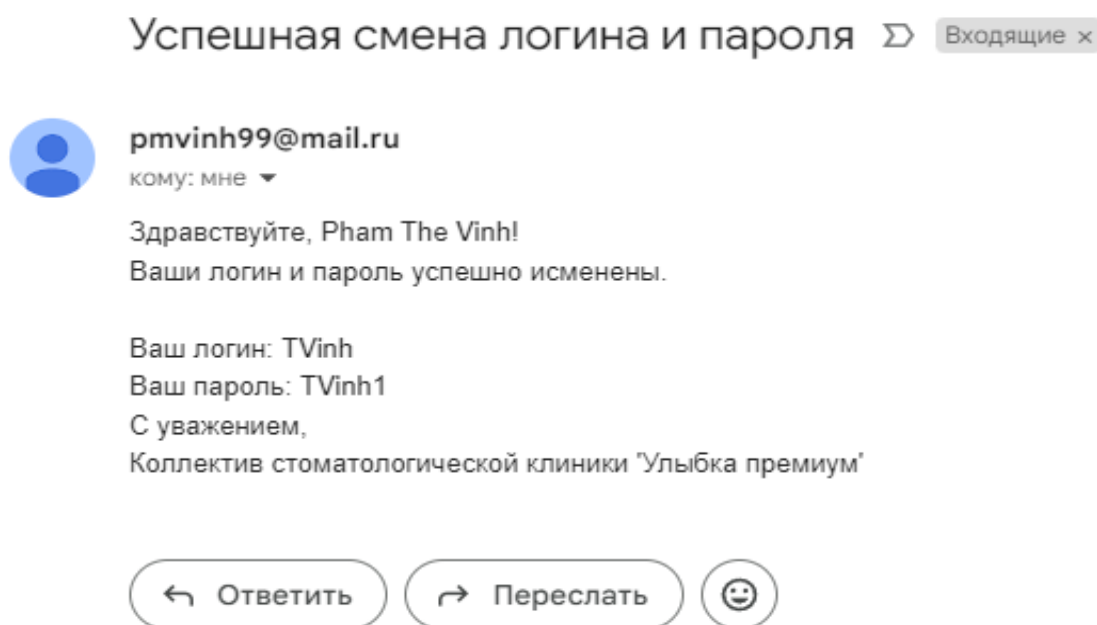 Успешная смена логина и пароля
Входящие ×
pmvinh99@mail.ru
кому: мне
Здравствуйте, Pham The Vinh!
Ваши логин и пароль успешно исменены.
Ваш логин: TVinh
Ваш пароль: TVinh1
С уважением,
Коллектив стоматологической клиники 'Улыбка премиум'
Ответить
Переслать